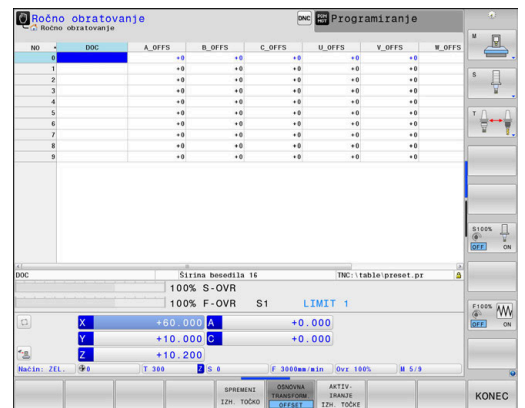 Ročno obratovanje
Ročno obratovanje
DNC
Programiranje
NO DOC A_OFFS B_OFFS C_OFFS U_OFFS V_OFFS W_OFFS
0 +0 +0 +0 +0 +0
1 +0 +0 +0 +0 +0
2 +0 +0 +0 +0 +0
3 +0 +0 +0 +0 +0
4 +0 +0 +0 +0 +0
5 +0 +0 +0 +0 +0
6 +0 +0 +0 +0 +0
7 +0 +0 +0 +0 +0
8 +0 +0 +0 +0 +0
9 +0 +0 +0 +0 +0
DOC Širina besedila 16 TNC:\table\preset.pr
100% S-OVR
100% F-OVR S1 LIMIT 1
X +60.000 A +0.000
Y +10.000 C +0.000
Z +10.200
Način: ŽEL. 0 T 300 Z S 0 F 3000mm/min Ovr 100% M 5/9
M
S
T
S100%
OFF ON
F100%
OFF ON
SPREMENI
IZH. TOČKO
OSNOVNA
TRANSFORM.
OFFSET
AKTIV-
IRANJE
IZH. TOČKE
KONEC